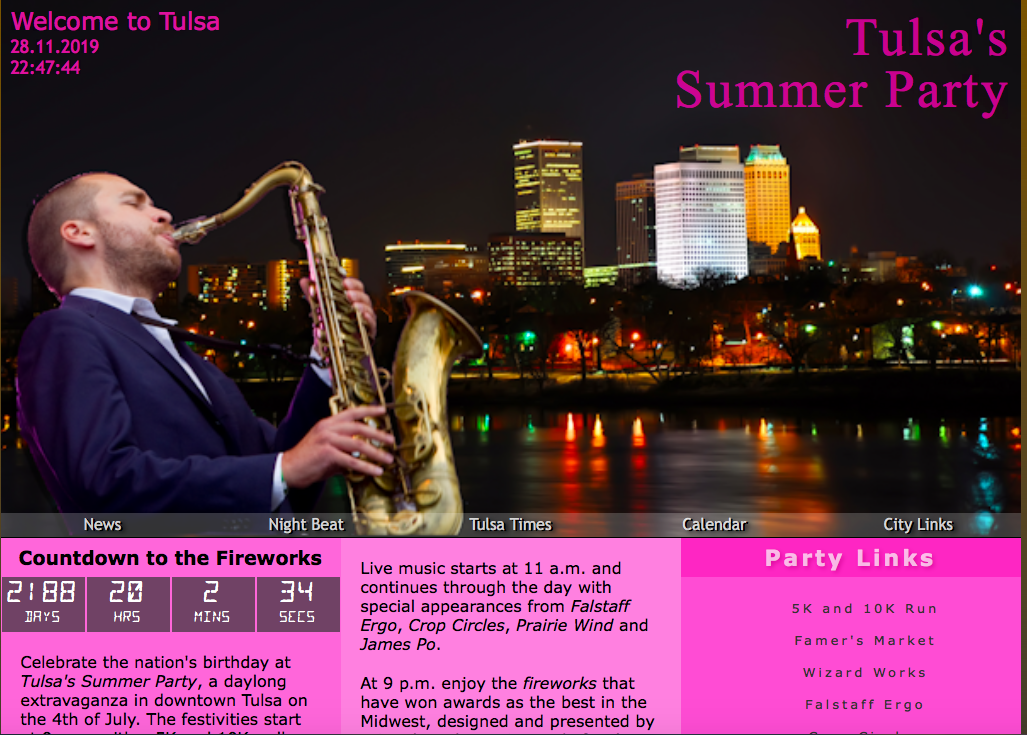 Welcome to Tulsa
28.11.2019
22:47:44
Tulsa's
Summer Party
News Night Beat Tulsa Times Calendar City Links
Countdown to the Fireworks
2188 20 2 34
DAYS HRS MINS SECS
Celebrate the nation's birthday at
Tulsa's Summer Party, a daylong
extravaganza in downtown Tulsa on
the 4th of July. The festivities start
Live music starts at 11 a.m. and
continues through the day with
special appearances from Falstaff
Ergo, Crop Circles, Prairie Wind and
James Po.
At 9 p.m. enjoy the fireworks that
have won awards as the best in the
Midwest, designed and presented by
Party Links
5K and 10K Run
Famer's Market
Wizard Works
Falstaff Ergo